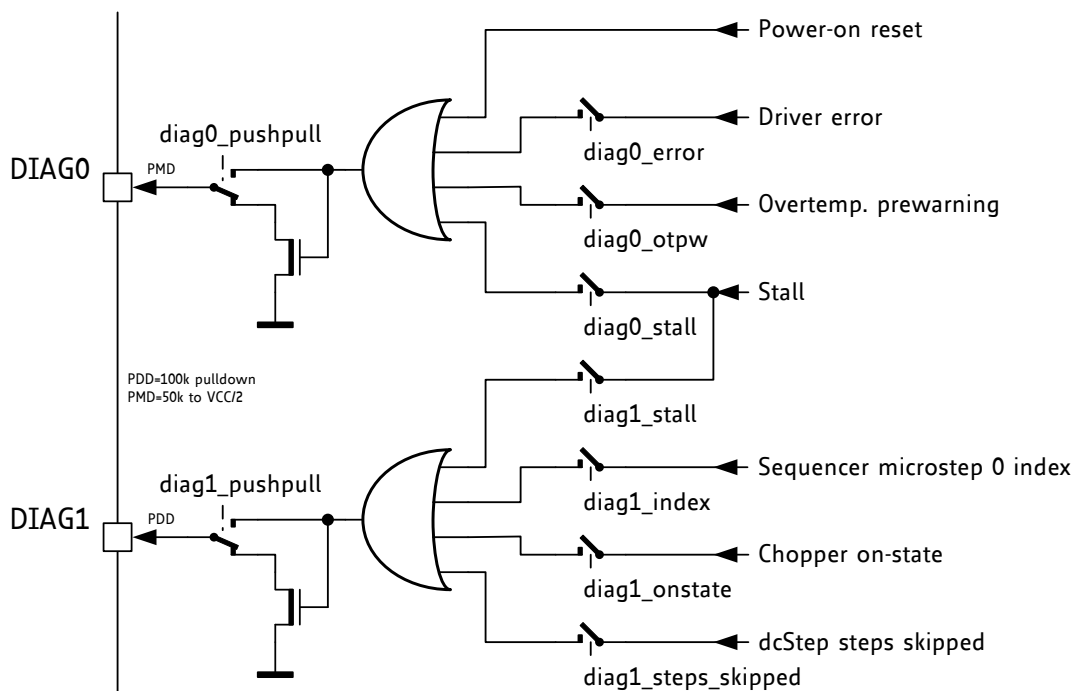 Power-on reset
Driver error
diag0_pushpull
diag0_error
DIAG0
PMD
Overtemp. prewarning
diag0_otpw
Stall
diag0_stall
PDD=100k pulldown
PMD=50k to VCC/2
diag1_stall
Sequencer microstep 0 index
diag1_pushpull
diag1_index
DIAG1
PDD
Chopper on-state
diag1_onstate
dcStep steps skipped
diag1_steps_skipped